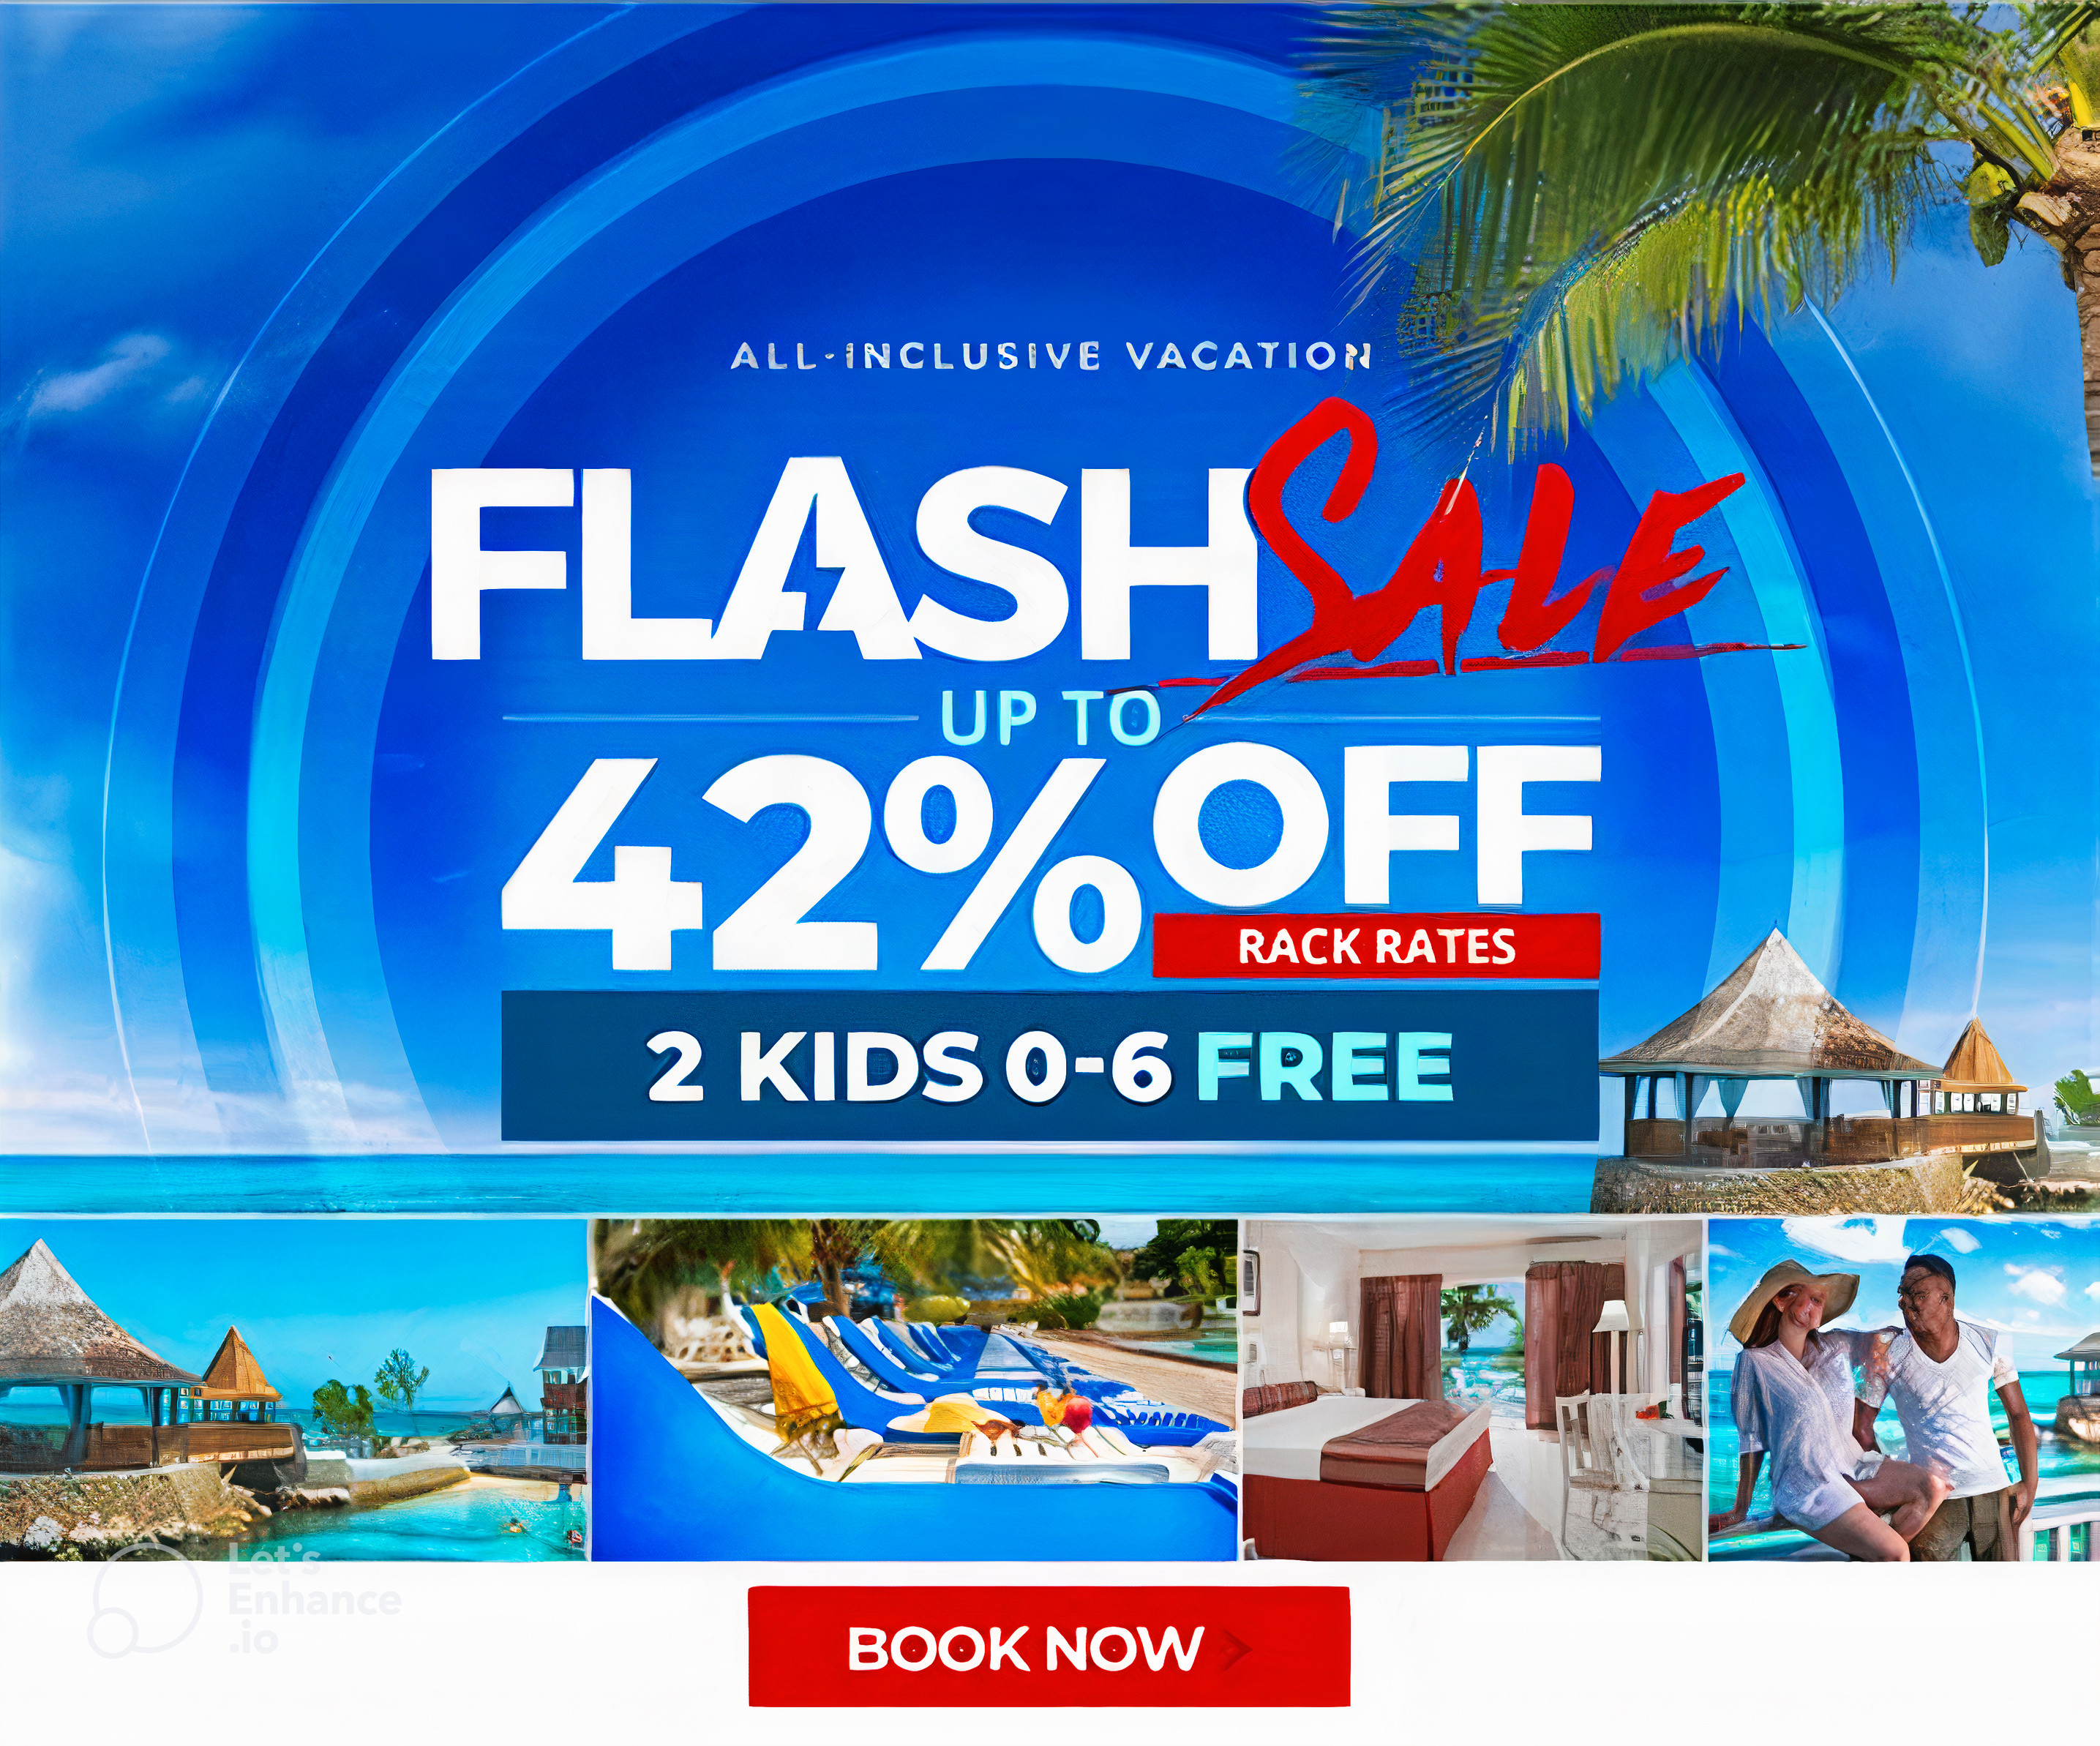 ALL-INCLUSIVE VACATION
FLASH SALE
UP TO
42% OFF
RACK RATES
2 KIDS 0-6 FREE
Let's
Enhance
.io
BOOK NOW >